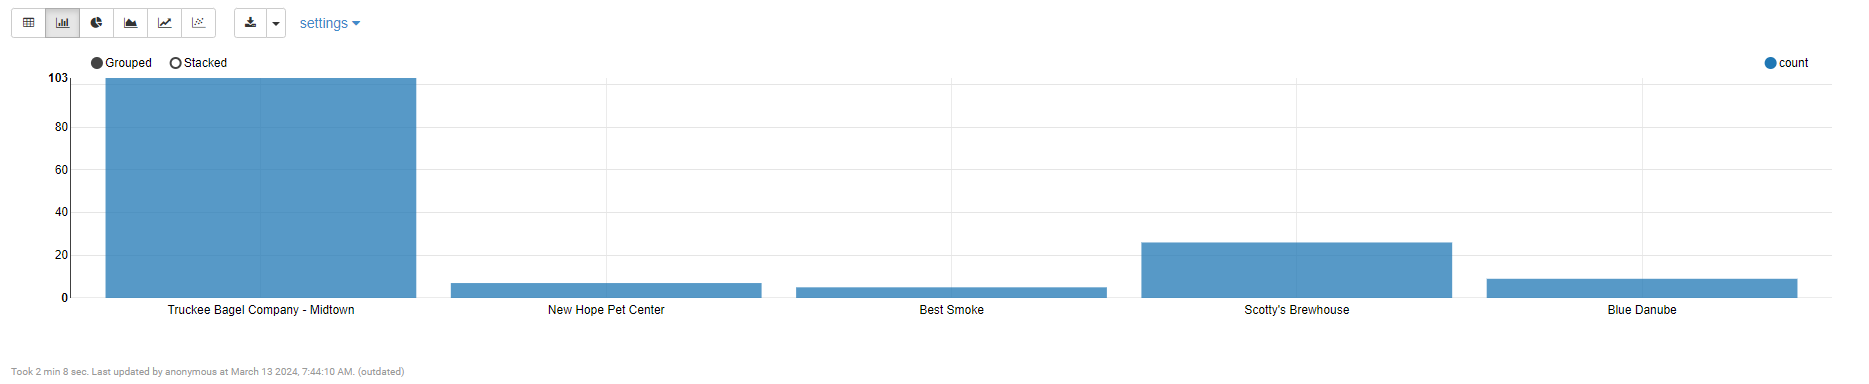 settings
Grouped Stacked count
103
80
60
40
20
0
Truckee Bagel Company - Midtown New Hope Pet Center Best Smoke Scotty's Brewhouse Blue Danube
Took 2 min 8 sec. Last updated by anonymous at March 13 2024, 7:44:10 AM. (outdated)